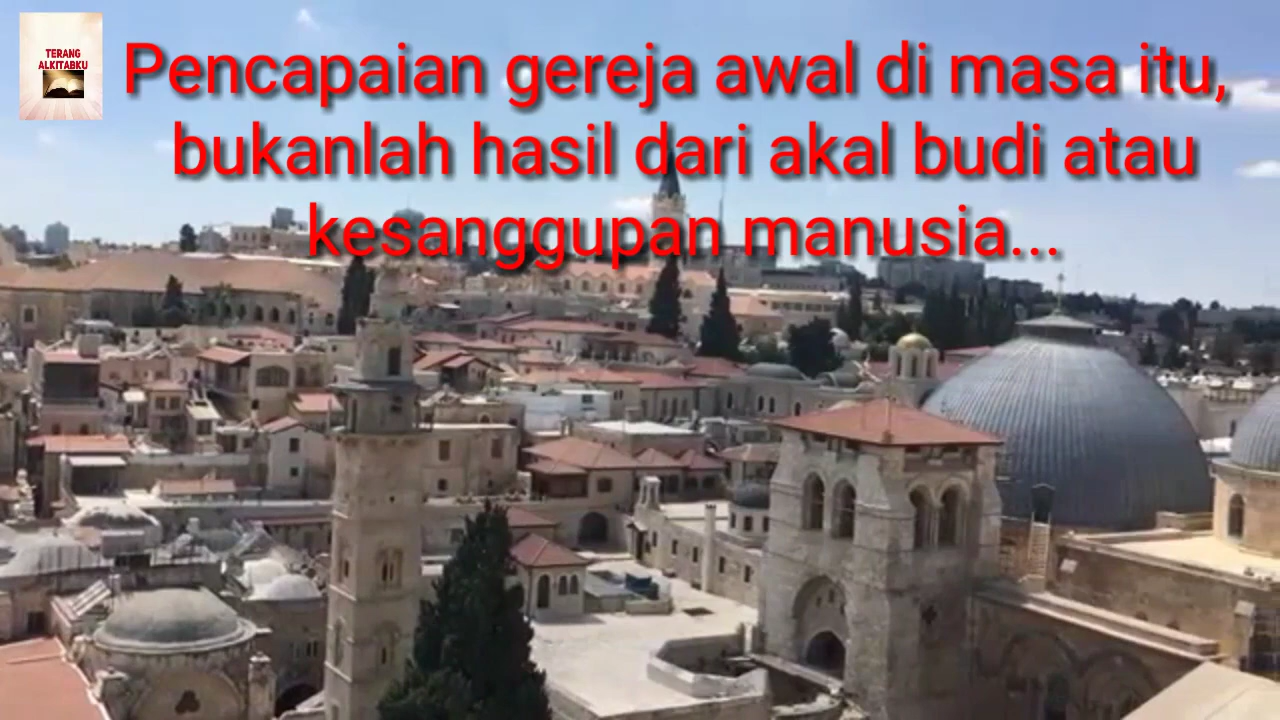 TERANG
ALKITABKU
Pencapaian gereja awal di masa itu,
bukanlah hasil dari akal budi atau
kesanggupan manusia...